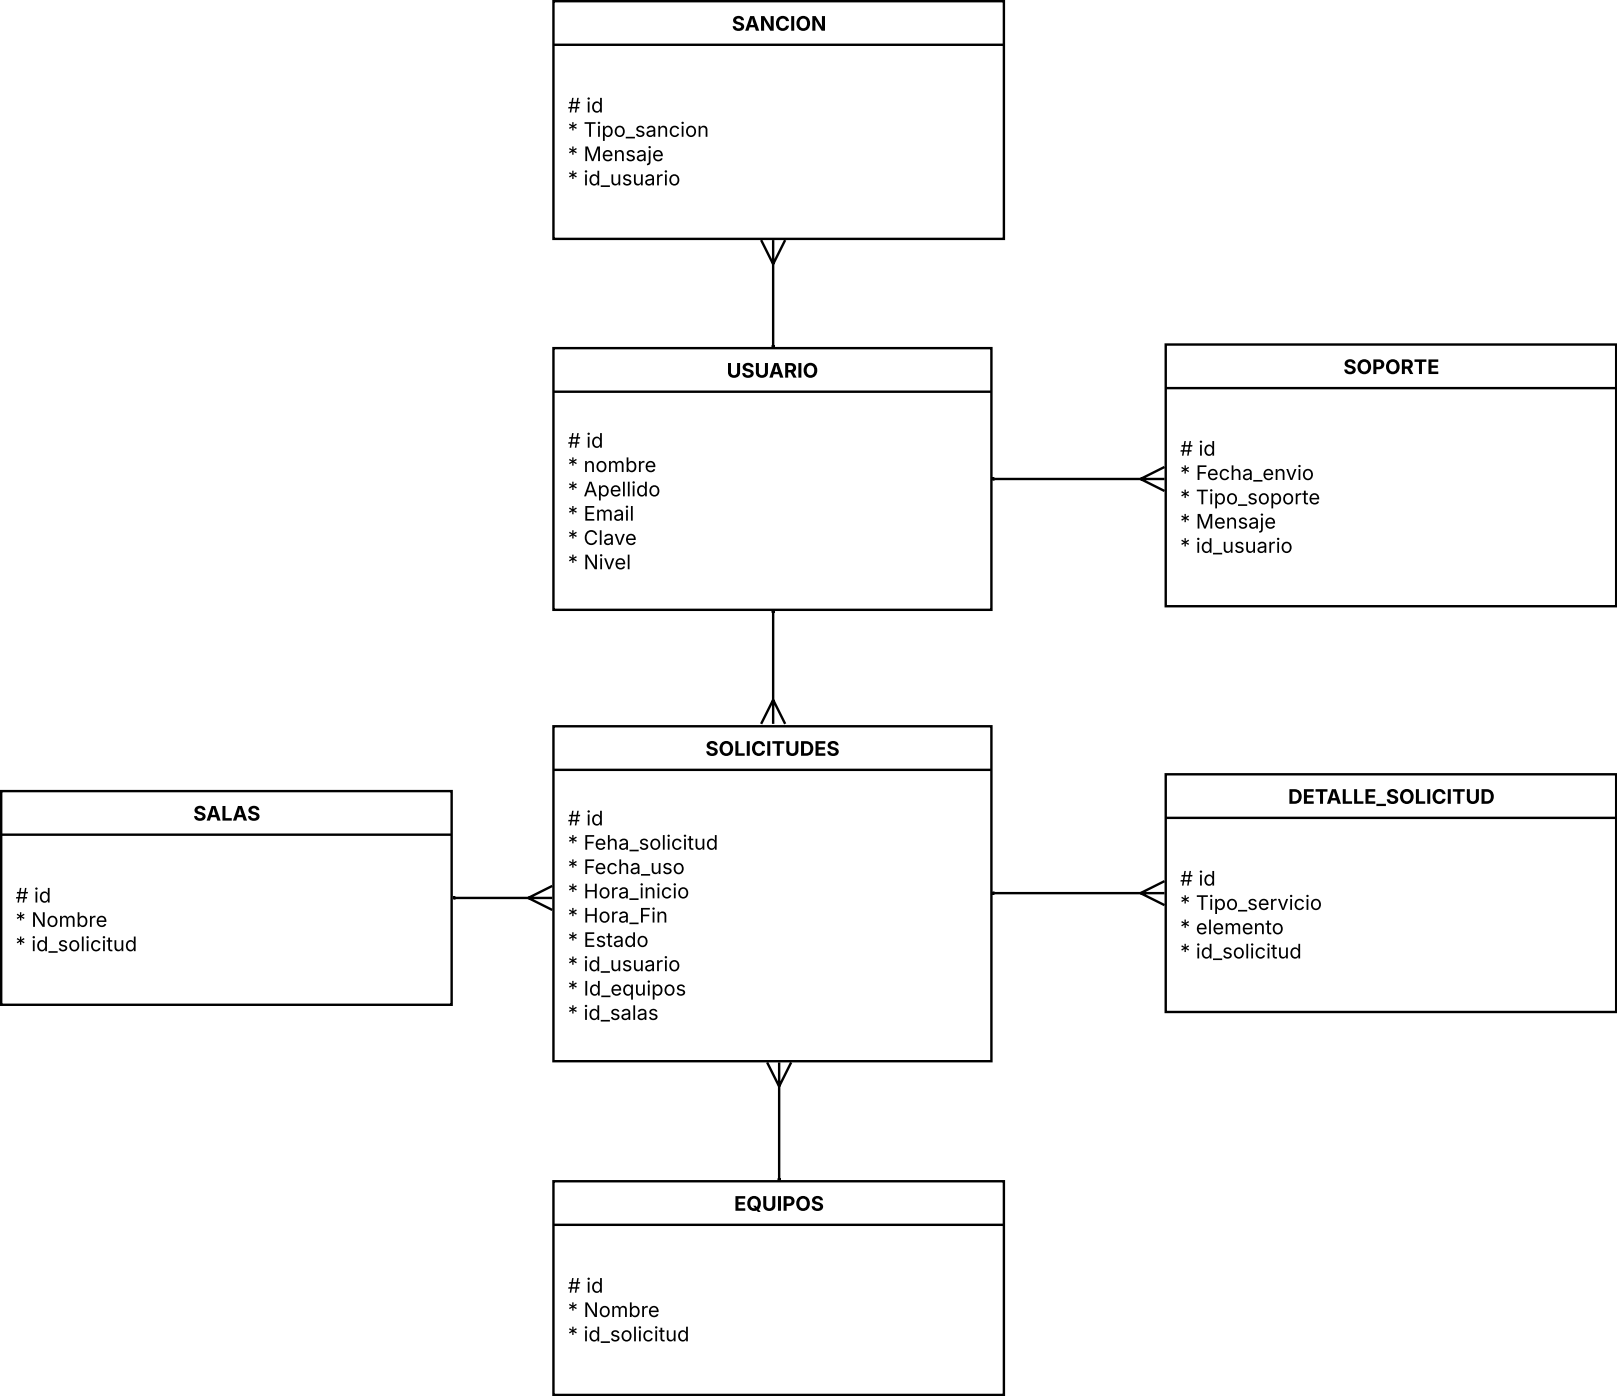 SANCION
# id
* Tipo_sancion
* Mensaje
* id_usuario
USUARIO
# id
* nombre
* Apellido
* Email
* Clave
* Nivel
SOPORTE
# id
* Fecha_envio
* Tipo_soporte
* Mensaje
* id_usuario
SALAS
# id
* Nombre
* id_solicitud
SOLICITUDES
# id
* Feha_solicitud
* Fecha_uso
* Hora_inicio
* Hora_Fin
* Estado
* id_usuario
* Id_equipos
* id_salas
DETALLE_SOLICITUD
# id
* Tipo_servicio
* elemento
* id_solicitud
EQUIPOS
# id
* Nombre
* id_solicitud